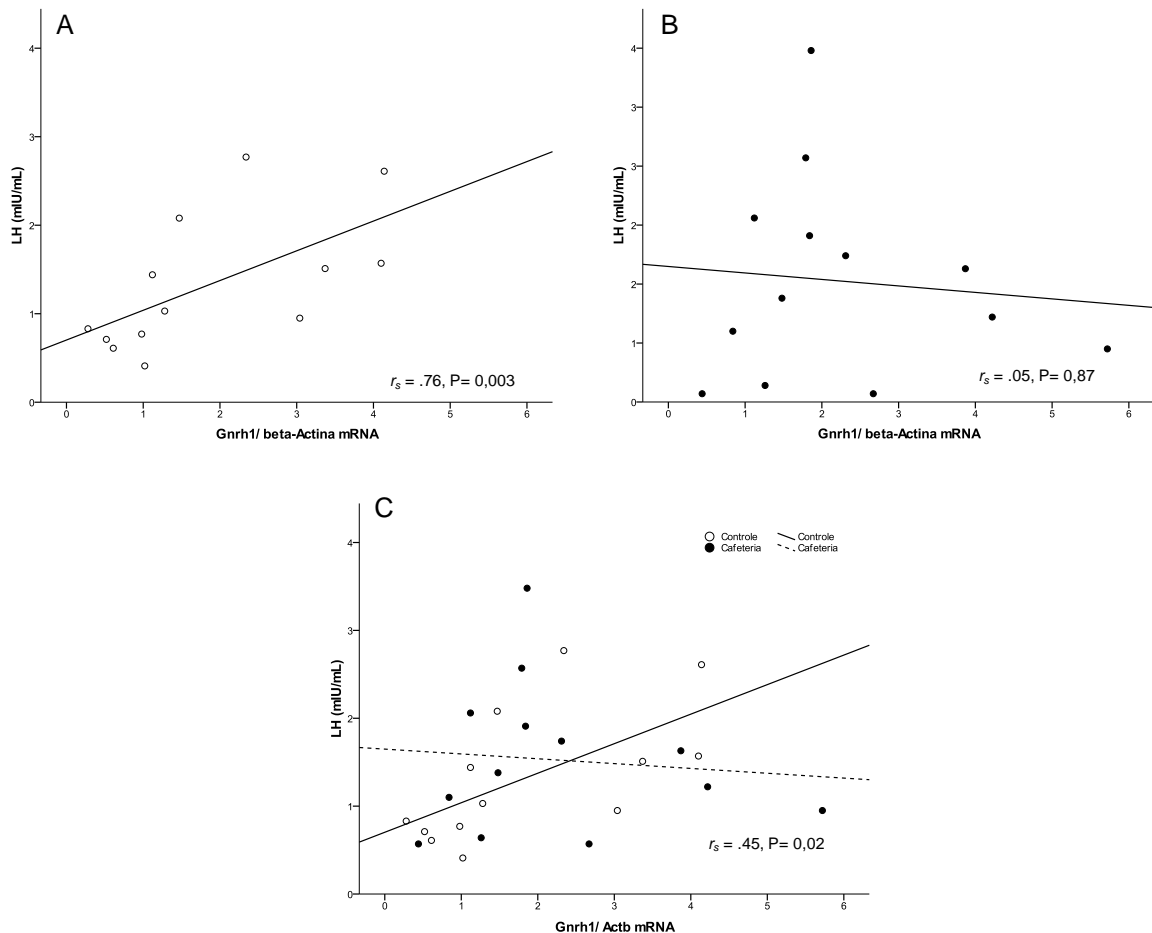 A
4
3
2
1
0
LH (mIU/mL)
rs = .76, P= 0,003
0 1 2 3 4 5 6
Gnrh1/ beta-Actina mRNA
B
4
3
3
2
2
1
0
LH (mIU/mL)
rs = .05, P= 0,87
0 1 2 3 4 5 6
Gnrh1/ beta-Actina mRNA
C
4
3
2
1
0
LH (mIU/mL)
Controle Controle
Cafeteria Cafeteria
rs = .45, P= 0,02
0 1 2 3 4 5 6
Gnrh1/ Actb mRNA